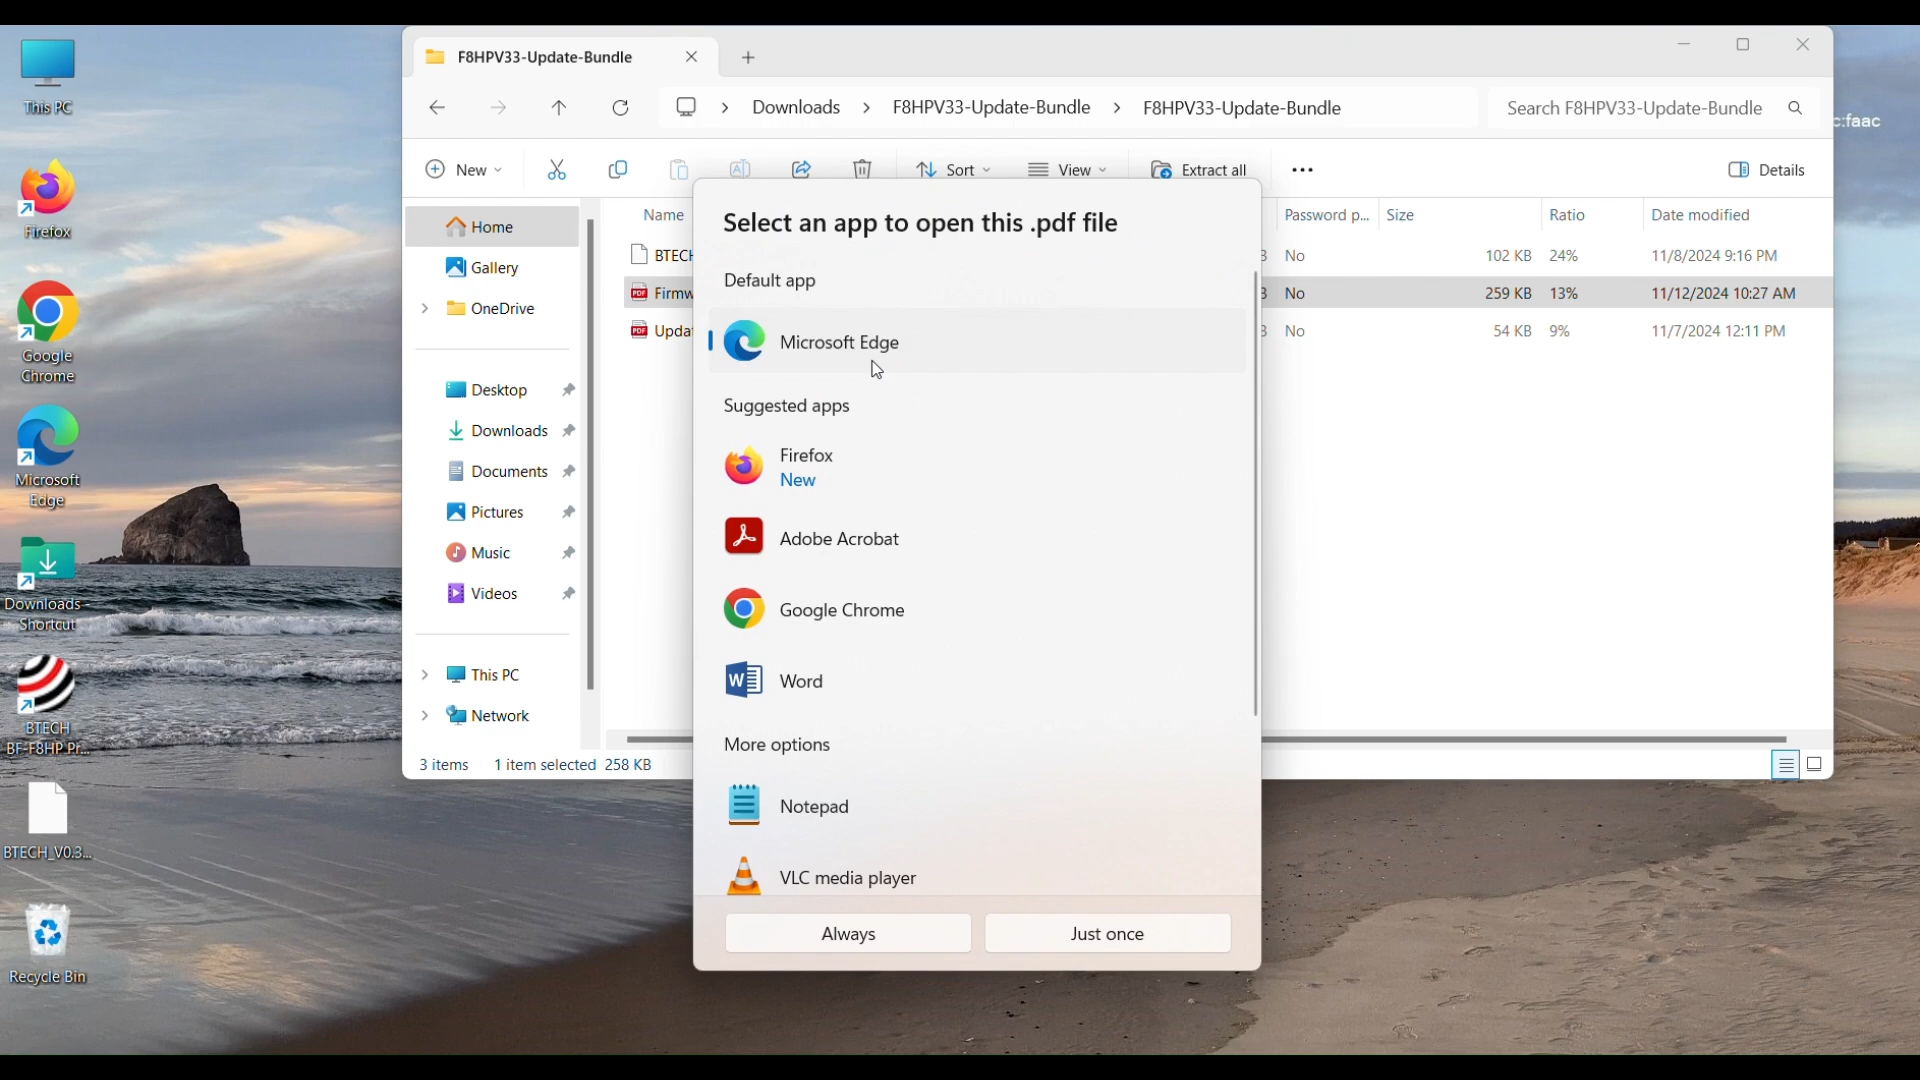 This PC
Firefox
Google
Chrome
Microsoft
Edge
Downloads -
Shortcut
BTECH
BF-F8HP Pr...
BTECH_V0.3...
Recycle Bin
F8HPV33-Update-Bundle
Downloads > F8HPV33-Update-Bundle > F8HPV33-Update-Bundle
Search F8HPV33-Update-Bundle
c:faac
New
Sort
View
Extract all
Details
Home
Gallery
OneDrive
Desktop
Downloads
Documents
Pictures
Music
Videos
This PC
Network
Name Password p... Size Ratio Date modified
BTECH No 102 KB 24% 11/8/2024 9:16 PM
Firmw No 259 KB 13% 11/12/2024 10:27 AM
Updat No 54 KB 9% 11/7/2024 12:11 PM
3 items 1 item selected 258 KB
Select an app to open this .pdf file
Default app
Microsoft Edge
Suggested apps
Firefox
New
Adobe Acrobat
Google Chrome
Word
More options
Notepad
VLC media player
Always
Just once